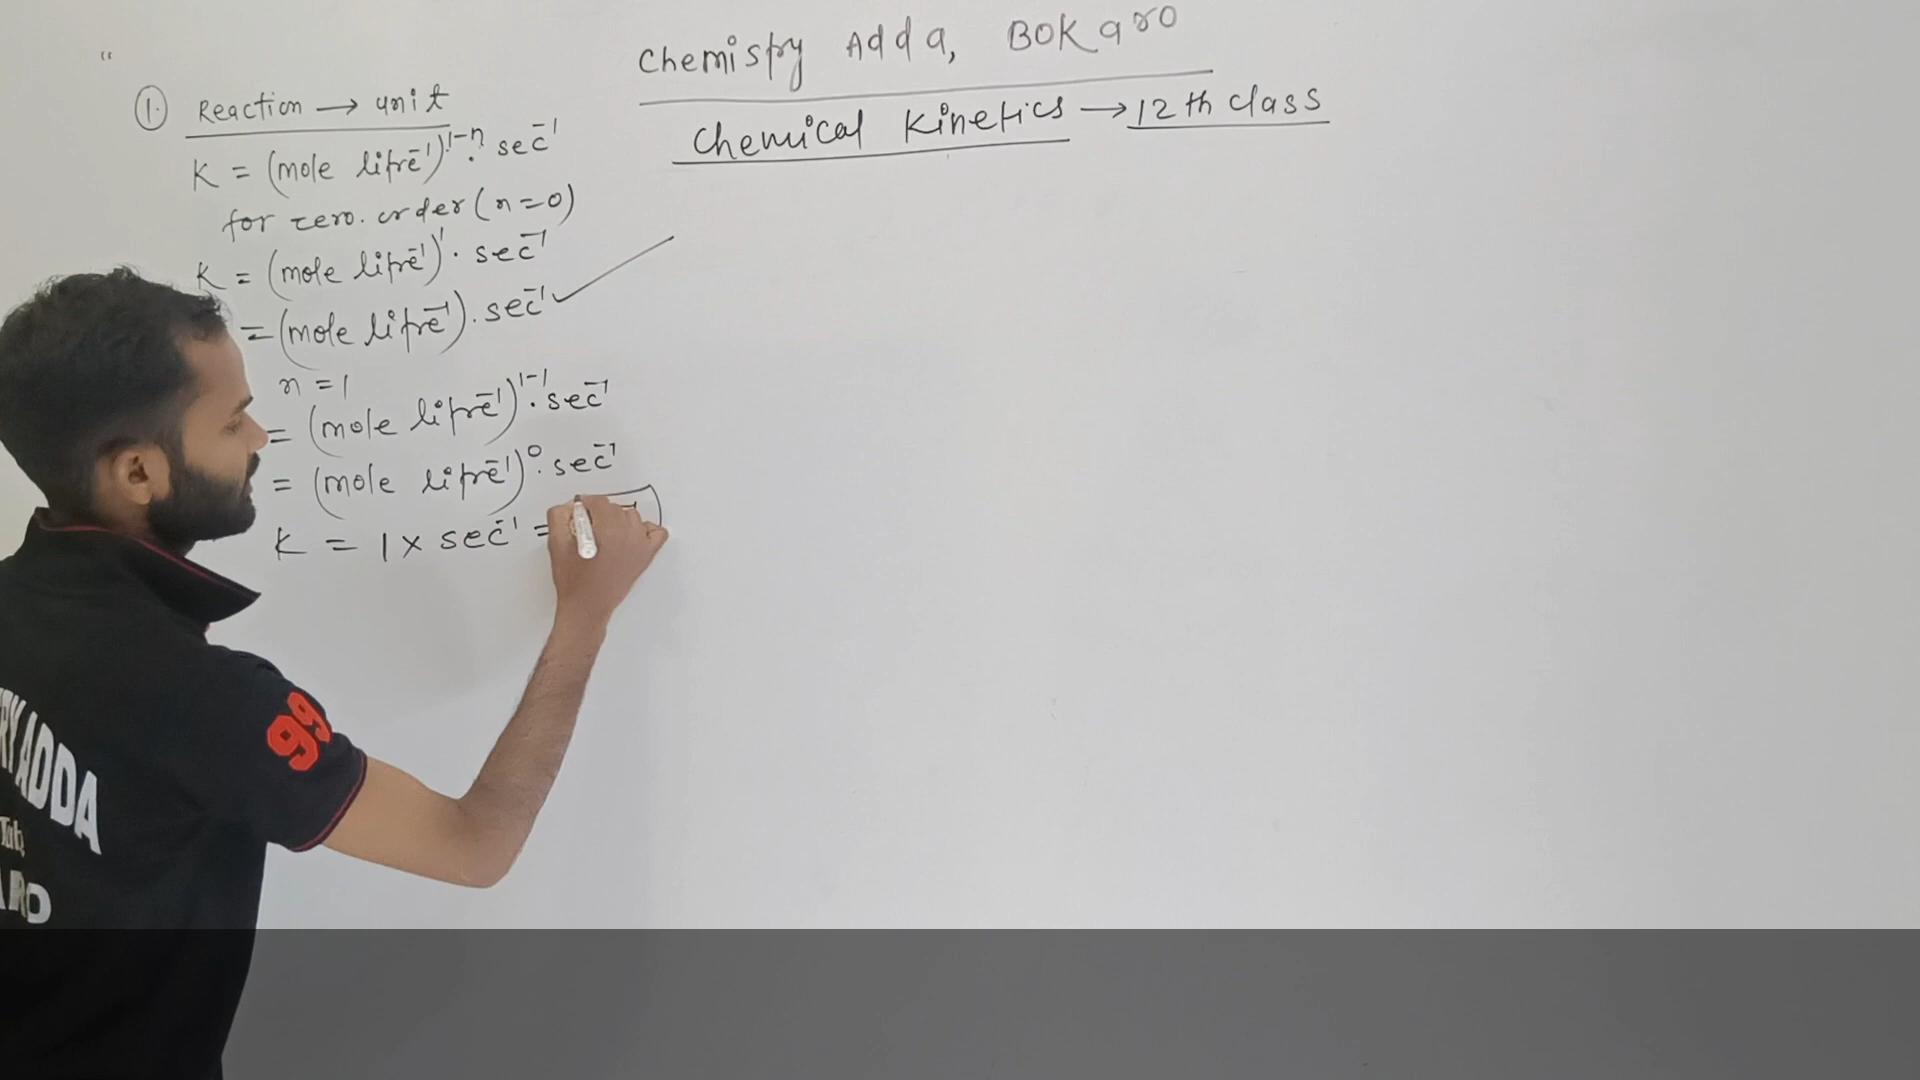 Chemistry Adda, BOKaro
Chemical Kinetics → 12th class
① Reaction → unit
K = (mole litre⁻¹)¹⁻ⁿ. sec⁻¹
for zero. order (n=0)
K = (mole litre⁻¹)¹. sec⁻¹
= (mole litre⁻¹). sec⁻¹ ✓
n = 1
= (mole litre⁻¹)¹⁻¹. sec⁻¹
= (mole litre⁻¹)⁰. sec⁻¹
K = 1 × sec⁻¹ =
99
ADDA